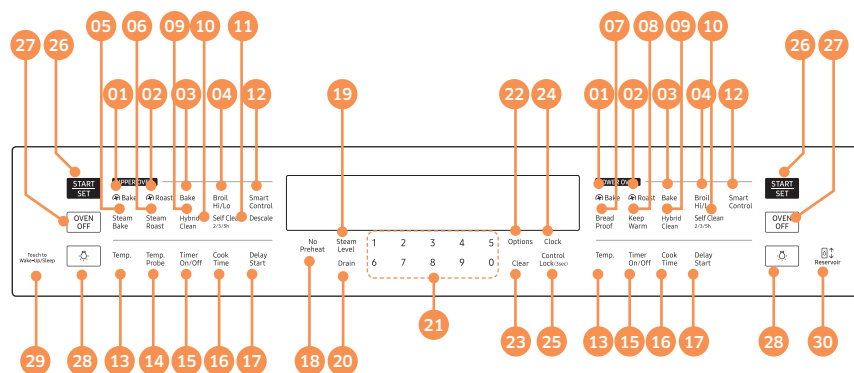 05 06 09 10 11 07 08 09 10
27 26 26 27
01 02 03 04 12 19 22 24 01 02 03 04 12
START
SET
UPPER OVEN
Bake Roast Bake Broil Hi/Lo Smart Control
Steam Bake Steam Roast Hybrid Clean Self Clean 2/3/5h Descale
OVEN
OFF
Touch to
Wake-Up/Sleep
Temp. Temp. Probe Timer On/Off Cook Time Delay Start
No
Preheat
Steam
Level
Drain
1 2 3 4 5
6 7 8 9 0
Options Clock
Clear Control Lock(3sec)
LOWER OVEN
Bake Roast Bake Broil Hi/Lo Smart Control
Bread Proof Keep Warm Hybrid Clean Self Clean 2/3/5h
Temp. Timer On/Off Cook Time Delay Start
START
SET
OVEN
OFF
Reservoir
21
29 28 13 14 15 16 17 18 20 23 25 13 15 16 17 28 30